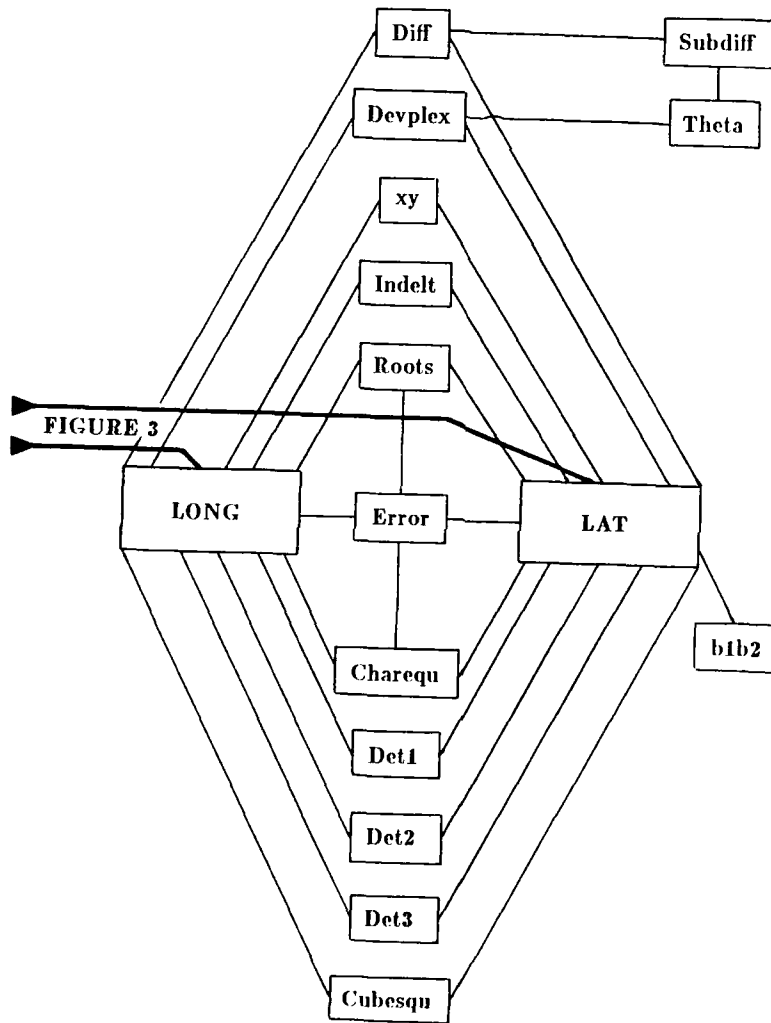 Diff
Subdiff
Devplex
Theta
xy
Indelt
Roots
FIGURE 3
LONG
Error
LAT
b1b2
Charequ
Det1
Det2
Det3
Cubesqu